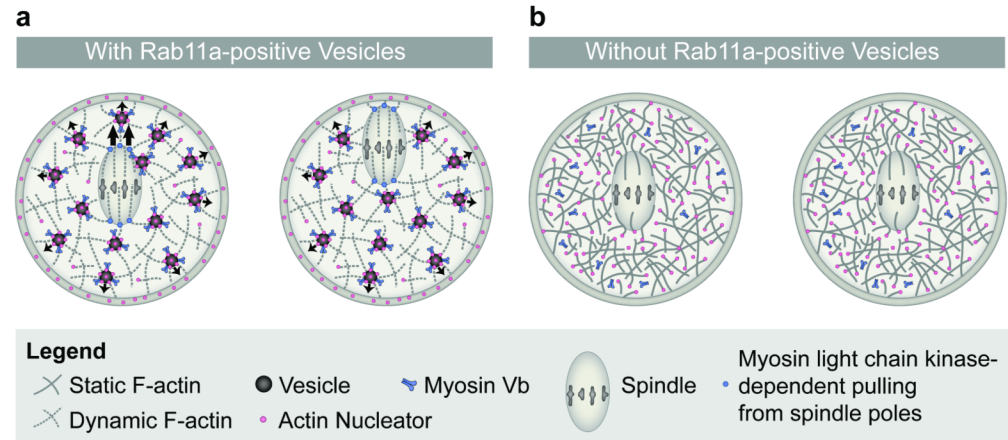 a
With Rab11a-positive Vesicles
b
Without Rab11a-positive Vesicles
Legend
Static F-actin
Vesicle
Myosin Vb
Spindle
Myosin light chain kinase-
dependent pulling
from spindle poles
Dynamic F-actin
Actin Nucleator